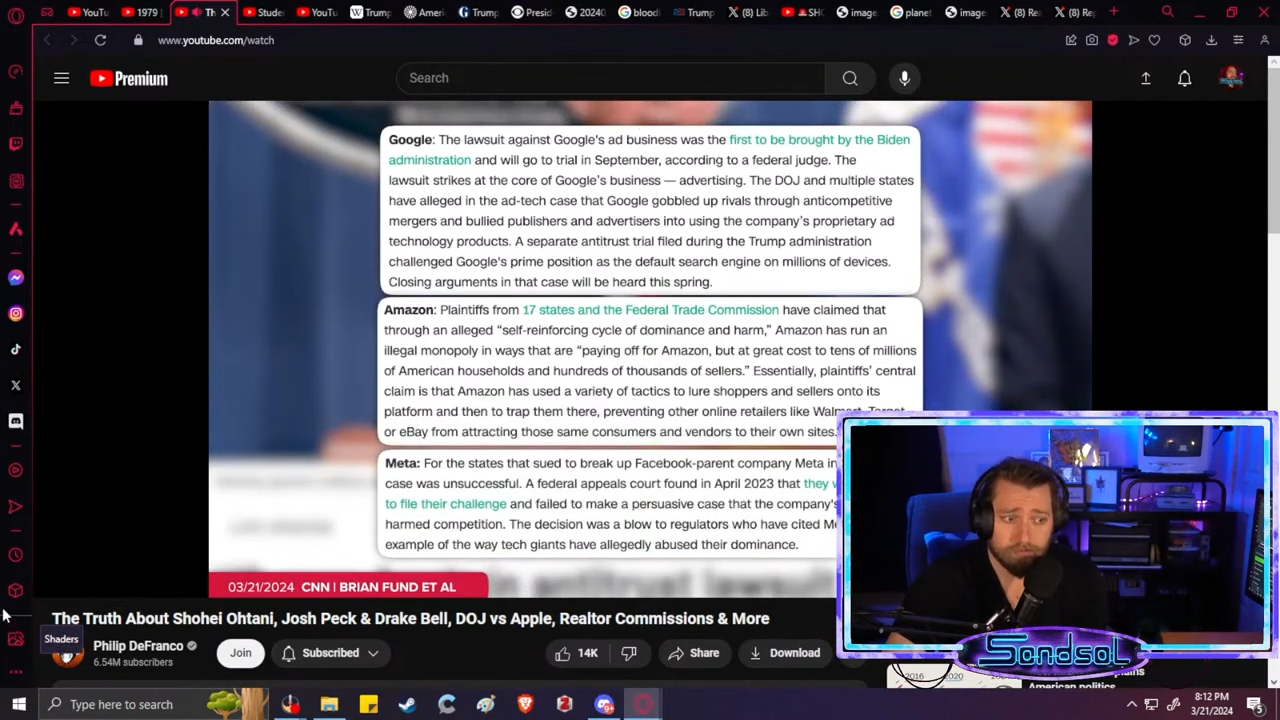 YouTu
1979
Th
Stude
YouTu
Trump
Ameri
Trump
Presid
20240
bloodl
Trump
(8) Lib
SH
image
planet
image
(8) Rea
(8) Rep
www.youtube.com/watch
Premium
Search
Google: The lawsuit against Google's ad business was the first to be brought by the Biden
administration and will go to trial in September, according to a federal judge. The
lawsuit strikes at the core of Google's business — advertising. The DOJ and multiple states
have alleged in the ad-tech case that Google gobbled up rivals through anticompetitive
mergers and bullied publishers and advertisers into using the company's proprietary ad
technology products. A separate antitrust trial filed during the Trump administration
challenged Google's prime position as the default search engine on millions of devices.
Closing arguments in that case will be heard this spring.
Amazon: Plaintiffs from 17 states and the Federal Trade Commission have claimed that
through an alleged “self-reinforcing cycle of dominance and harm,” Amazon has run an
illegal monopoly in ways that are “paying off for Amazon, but at great cost to tens of millions
of American households and hundreds of thousands of sellers.” Essentially, plaintiffs' central
claim is that Amazon has used a variety of tactics to lure shoppers and sellers onto its
platform and then to trap them there, preventing other online retailers like Walmart, Target
or eBay from attracting those same consumers and vendors to their own sites.
Meta: For the states that sued to break up Facebook-parent company Meta in
case was unsuccessful. A federal appeals court found in April 2023 that they w
to file their challenge and failed to make a persuasive case that the company's
harmed competition. The decision was a blow to regulators who have cited Me
example of the way tech giants have allegedly abused their dominance.
03/21/2024 CNN | BRIAN FUND ET AL
The Truth About Shohei Ohtani, Josh Peck & Drake Bell, DOJ vs Apple, Realtor Commissions & More
Shaders
Philip DeFranco
6.54M subscribers
Join
Subscribed
14K
Share
Download
Sondsol
2016
2020
American politics
Type here to search
8:12 PM
3/21/2024
5